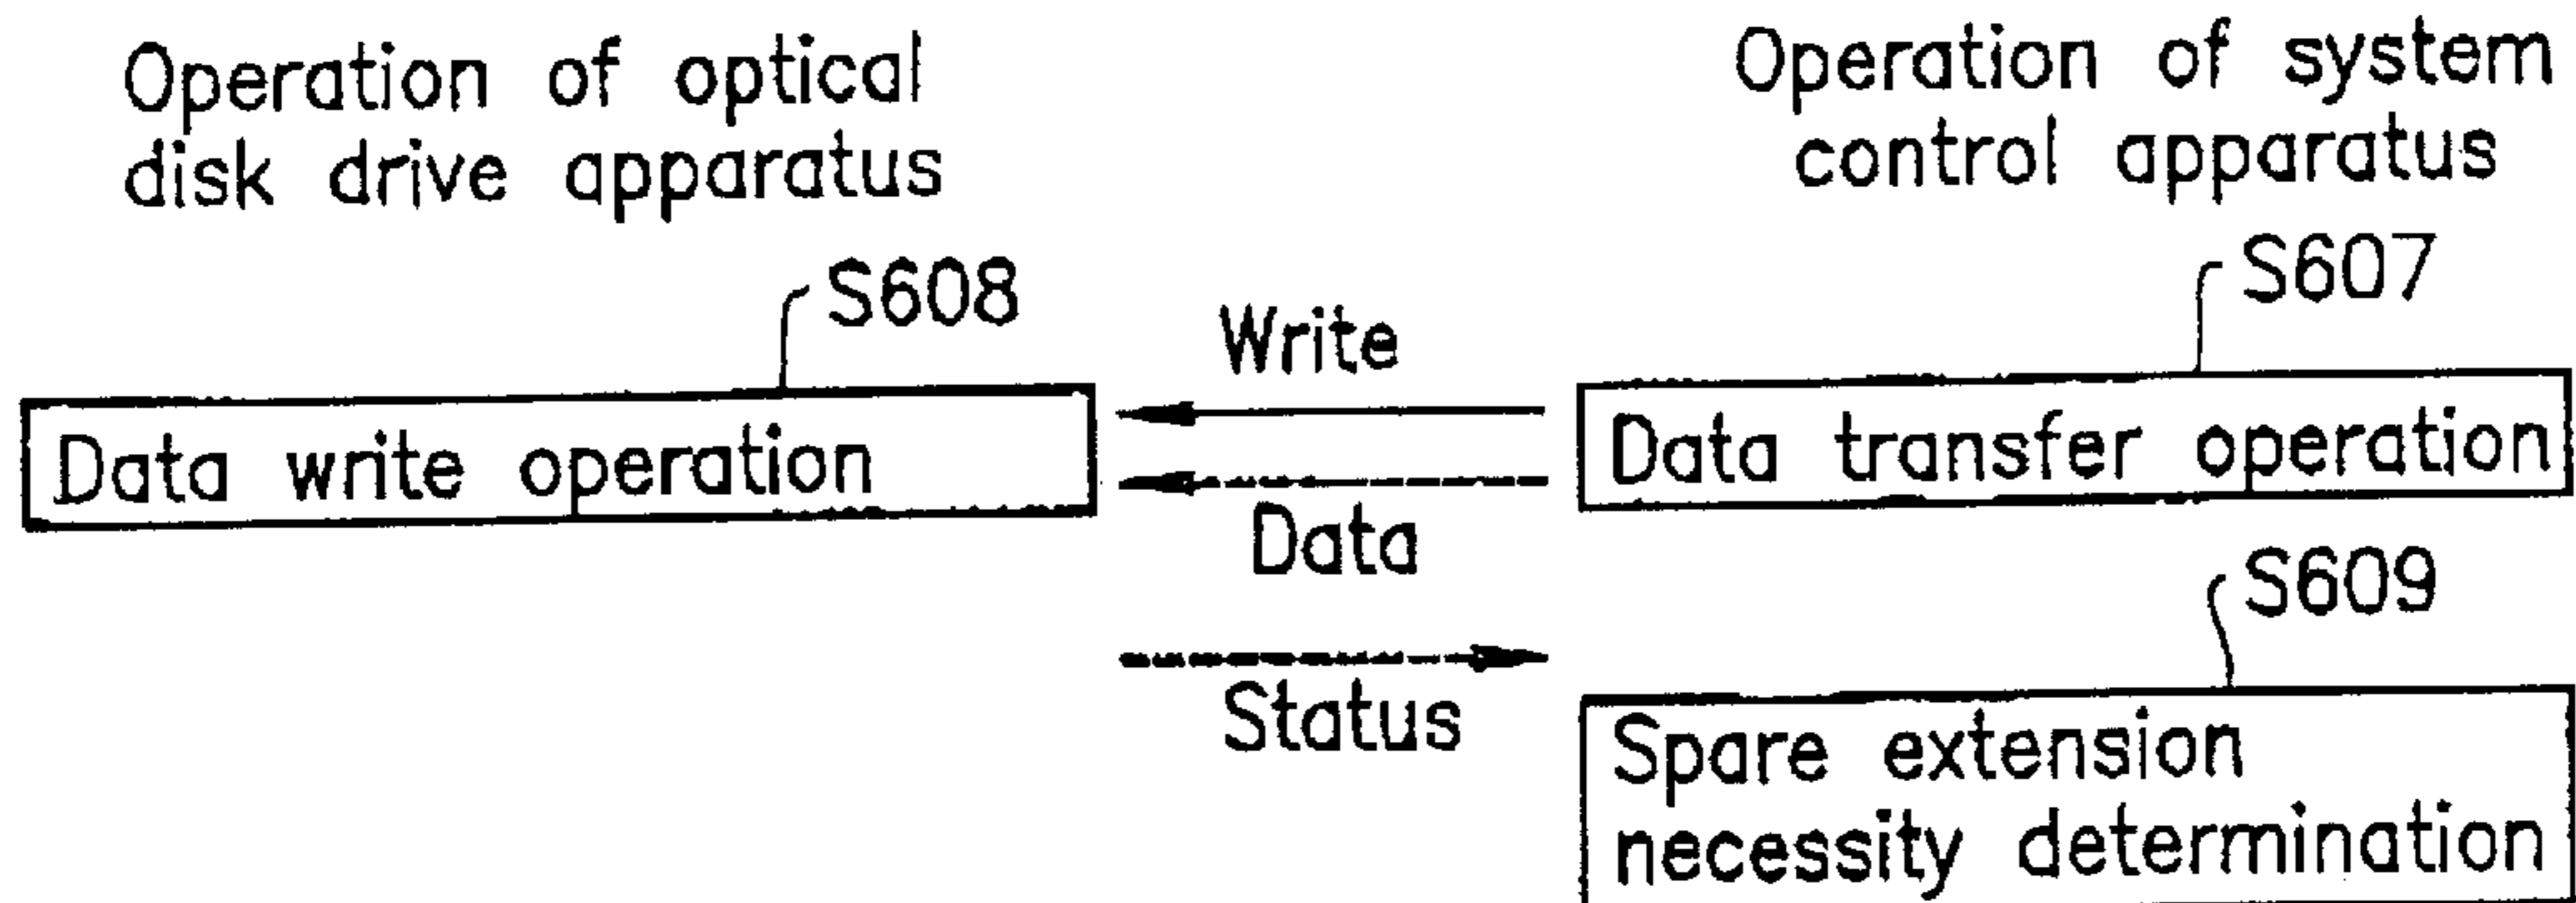 Operation of optical
disk drive apparatus
Operation of system
control apparatus
S608
S607
Write
Data write operation
Data transfer operation
Data
S609
Status
Spare extension
necessity determination